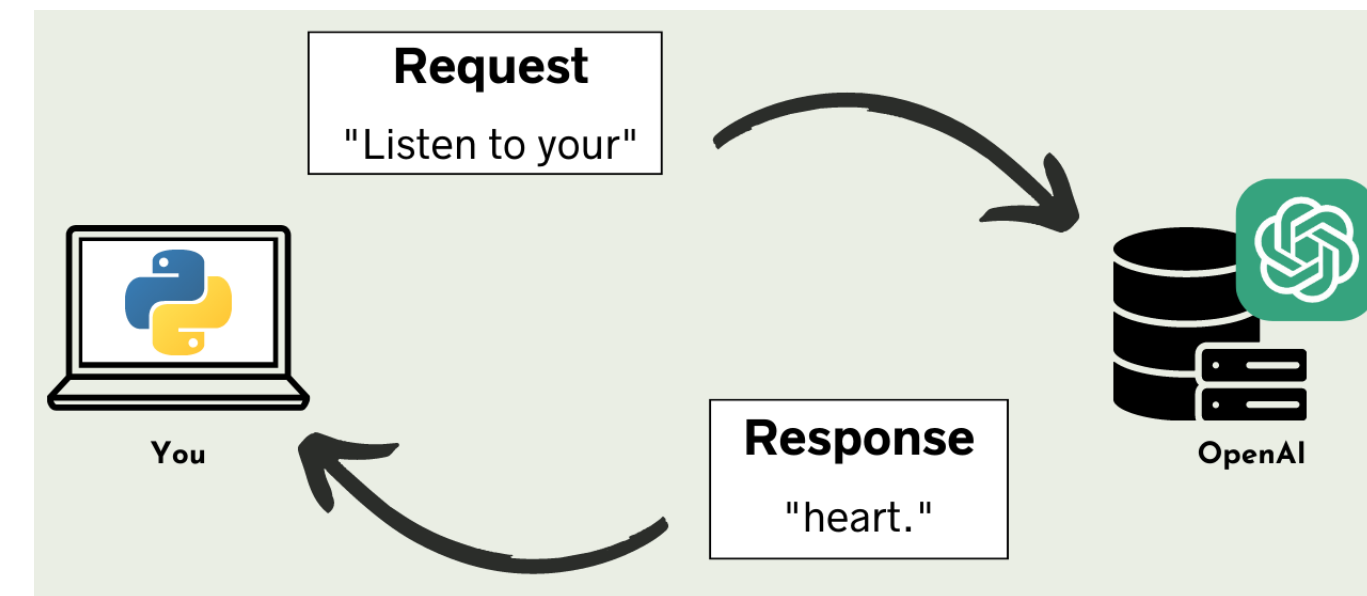 Request
"Listen to your"
You
Response
"heart."
OpenAI